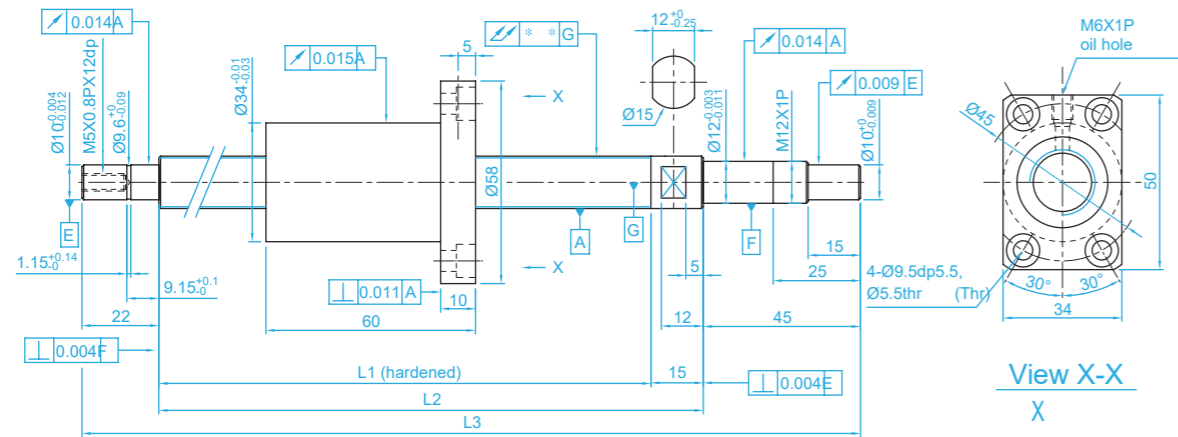 0.014A
0.015A
5
* * G
12 +0 -0.25
0.014 A
0.009 E
M6X1P
oil hole
Ø10 -0.004 -0.012
M5X0.8PX12dp
Ø9.6 +0 -0.09
Ø34 -0.01 -0.03
X
Ø15
Ø12 -0.003 -0.011
M12X1P
Ø10 +0 -0.009
Ø45
Ø58
50
E
A
G
F
1.15 +0.14 -0
X
9.15 +0.1 -0
5
15
25
4-Ø9.5dp5.5,
Ø5.5thr (Thr)
30° 30°
0.011 A
10
22
60
12
45
34
0.004F
L1 (hardened)
15
0.004E
View X-X
X
L2
L3